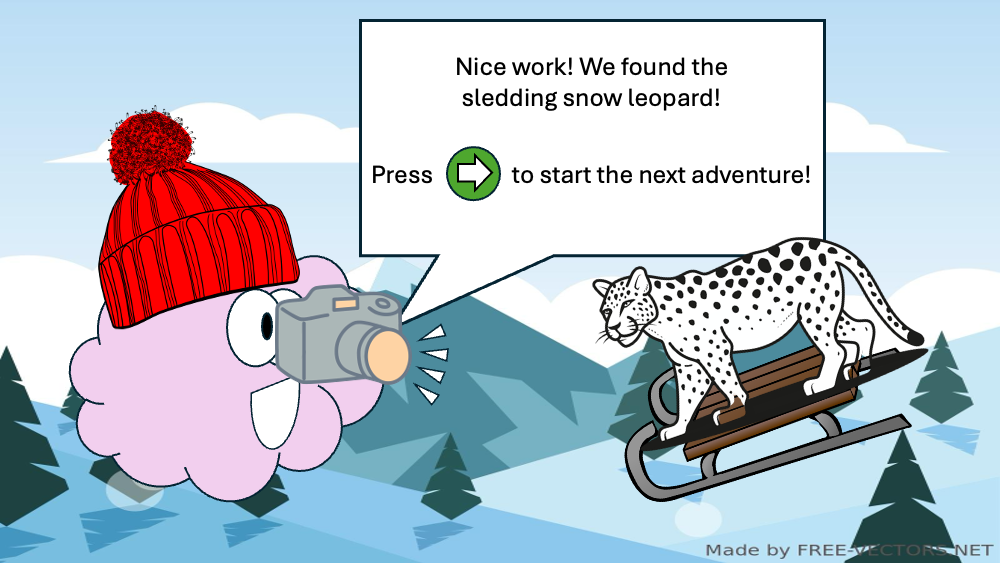 Nice work! We found the
sledding snow leopard!
Press to start the next adventure!
Made by FREE-VECTORS.NET